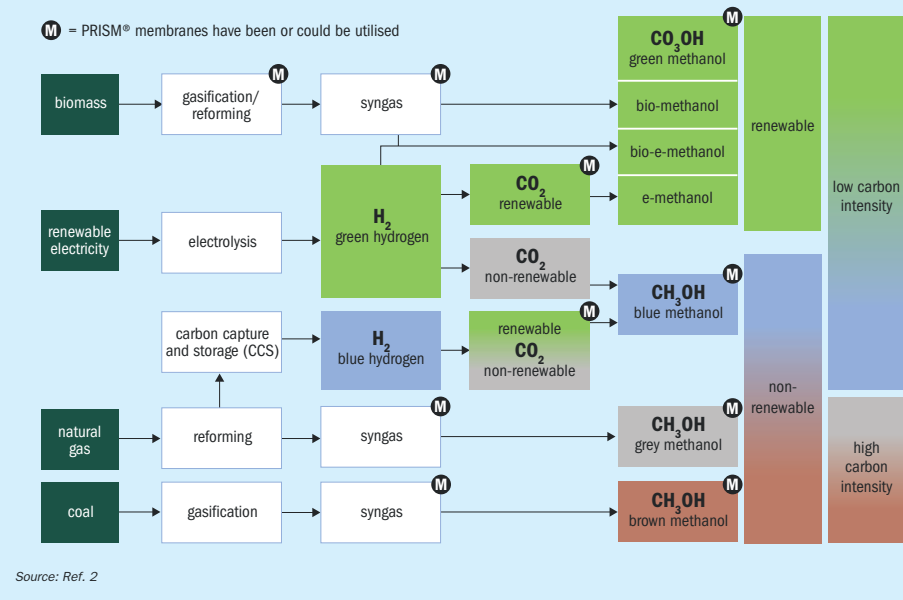 M = PRISM® membranes have been or could be utilised
biomass
gasification/
reforming
M
syngas
M
CO3OH
green methanol
M
bio-methanol
bio-e-methanol
e-methanol
renewable
low carbon
intensity
renewable
electricity
electrolysis
H2
green hydrogen
CO2
renewable
M
CO2
non-renewable
CH3OH
blue methanol
M
carbon capture
and storage (CCS)
H2
blue hydrogen
renewable
CO2
non-renewable
M
non-
renewable
natural
gas
reforming
syngas
M
CH3OH
grey methanol
M
high
carbon
intensity
coal
gasification
syngas
M
CH3OH
brown methanol
M
Source: Ref. 2